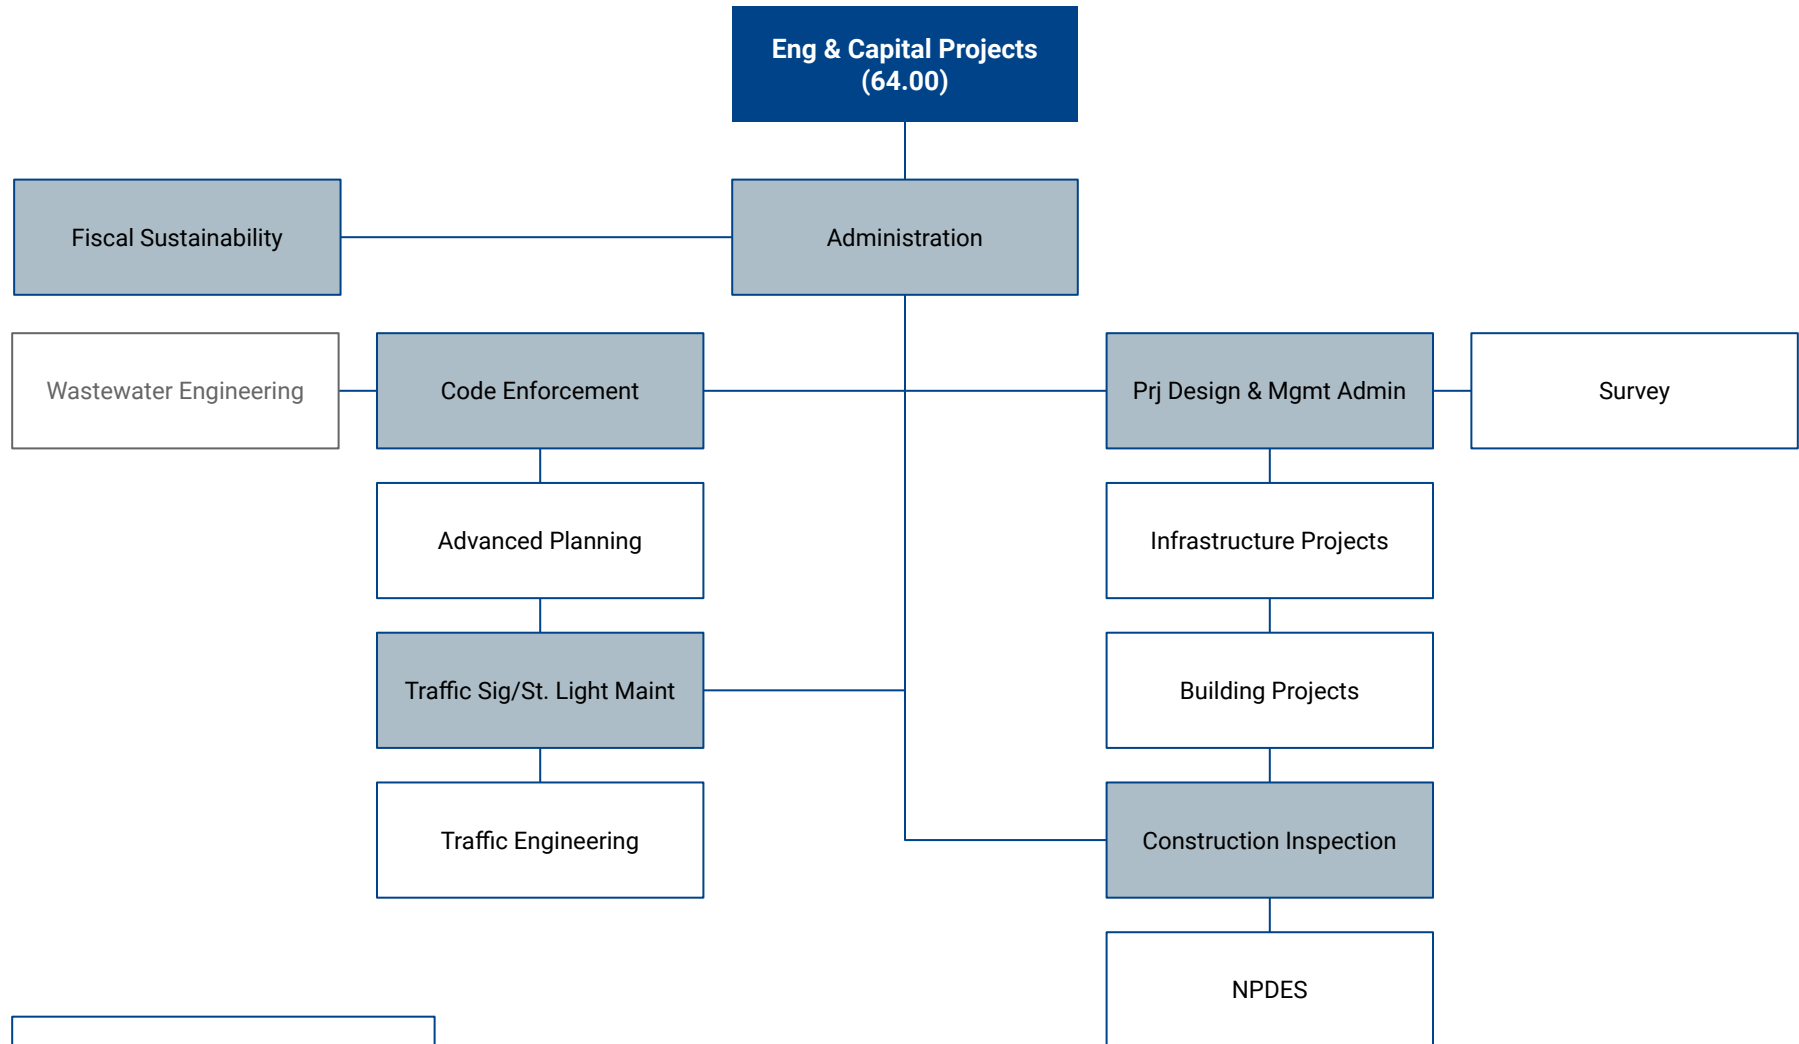 Eng & Capital Projects
(64.00)
Fiscal Sustainability
Administration
Wastewater Engineering
Code Enforcement
Prj Design & Mgmt Admin
Survey
Advanced Planning
Infrastructure Projects
Traffic Sig/St. Light Maint
Building Projects
Traffic Engineering
Construction Inspection
NPDES